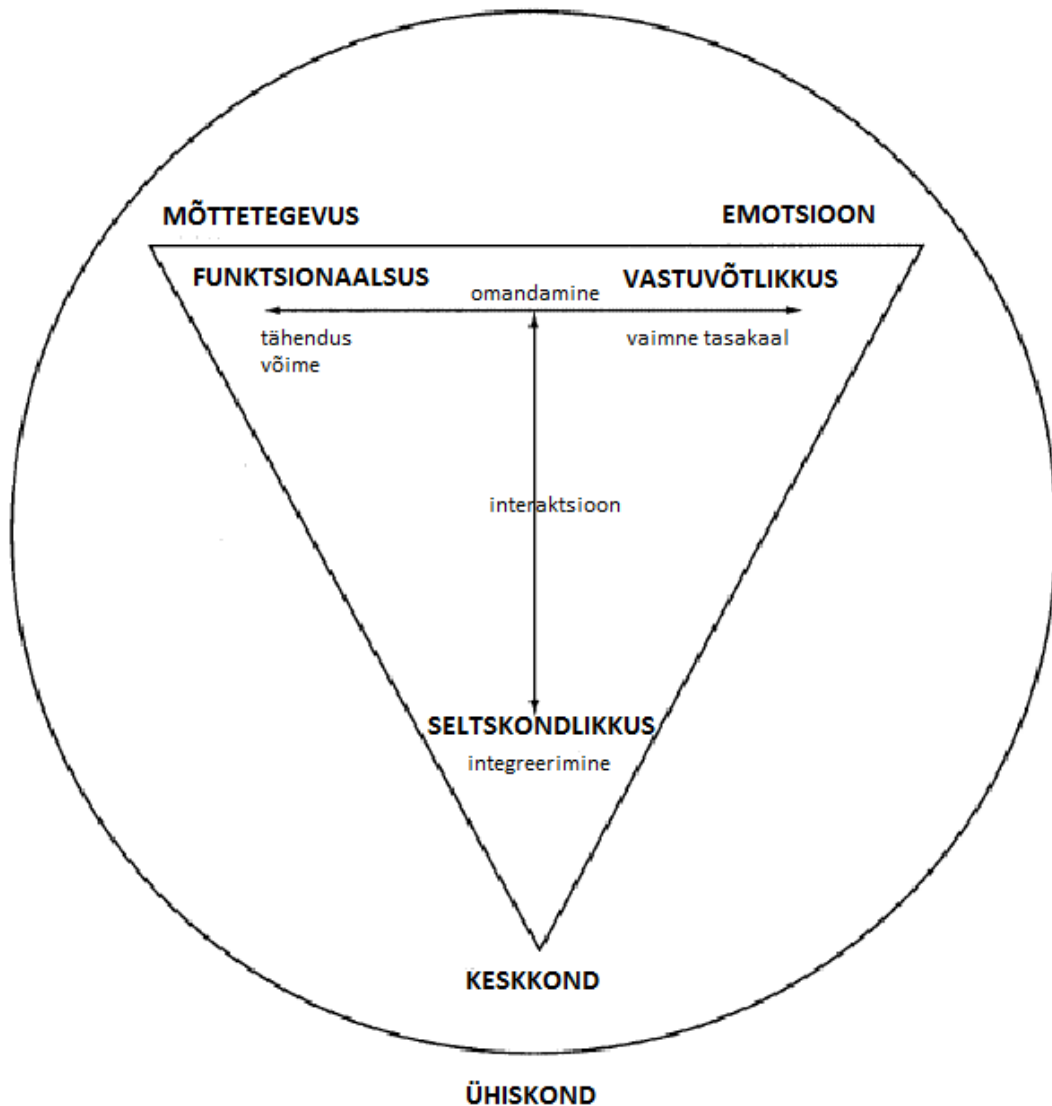 MÕTTETEGEVUS
EMOTSIOON
FUNKTSIONAALSUS
VASTUVÕTLIKKUS
omandamine
tähendus
võime
vaimne tasakaal
interaktsioon
SELTSKONDLIKKUS
integreerimine
KESKKOND
ÜHISKOND